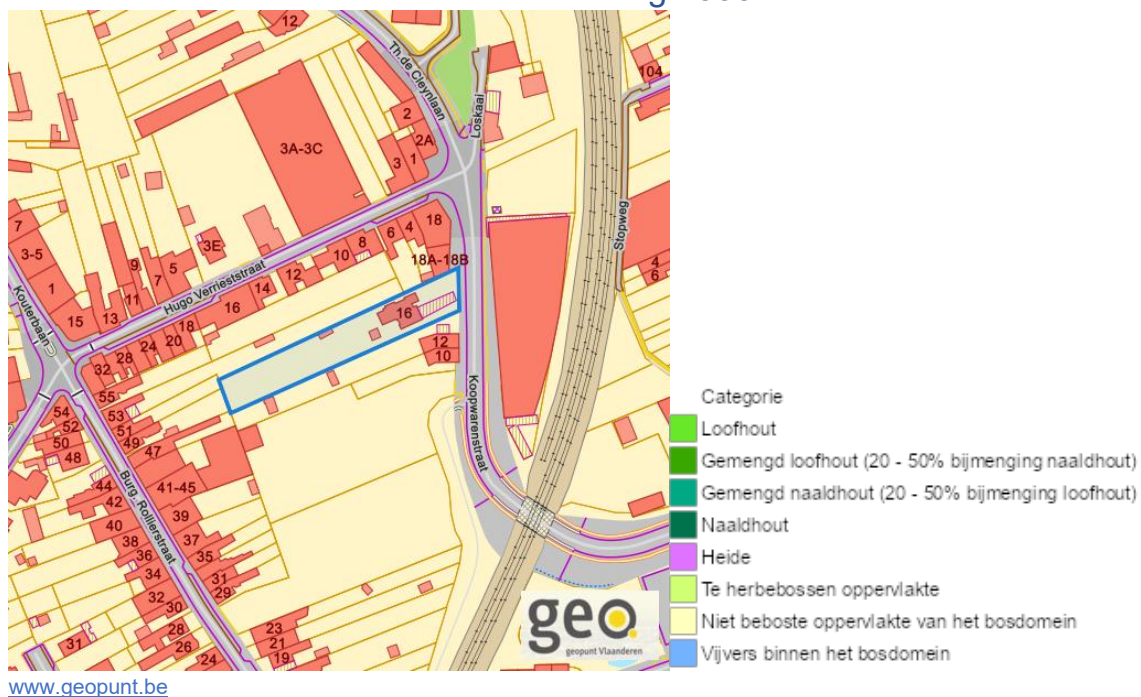 12
104
Th.de Cleynlaan
Loskaai
2
2A
3A-3C
3
1
7
3-5
1
3E
9
5
7
11
13
15
Hugo Verrieststraat
18
4
6
8
10
12
14
16
18A-18B
Stopweg
4
6
Kouterbaan
18
20
24
28
32
16
12
10
55
54
53
52
51
50
49
48
47
Koopwarenstraat
Burg. Rollierstraat
44
41-45
42
39
40
38
37
36
35
34
31
32
29
30
28
26
24
23
21
19
31
geo
geopunt Vlaanderen
Categorie
Loofhout
Gemengd loofhout (20 - 50% bijmenging naaldhout)
Gemengd naaldhout (20 - 50% bijmenging loofhout)
Naaldhout
Heide
Te herbebossen oppervlakte
Niet beboste oppervlakte van het bosdomein
Vijvers binnen het bosdomein
www.geopunt.be